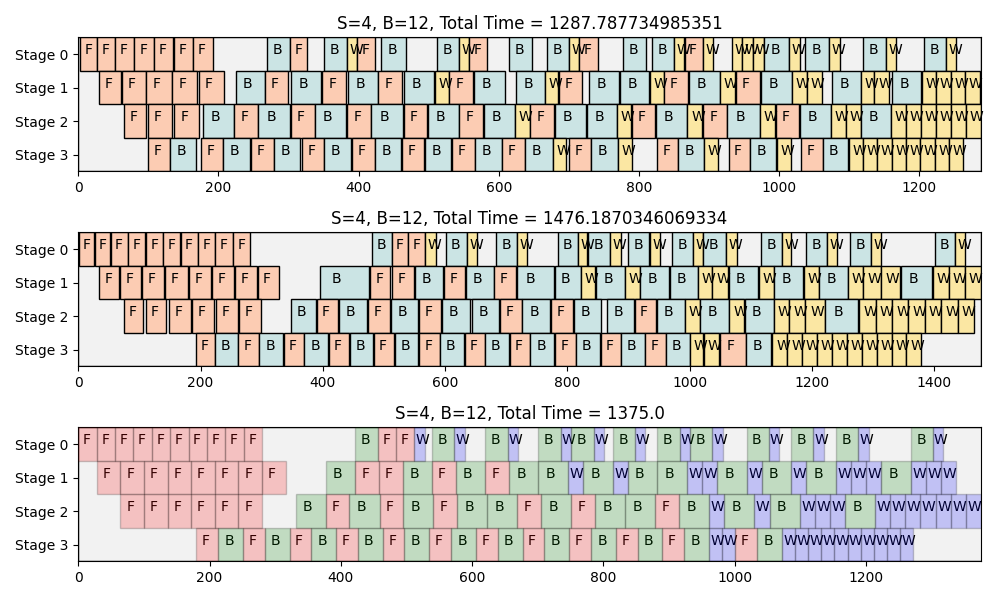 S=4, B=12, Total Time = 1287.787734985351
Stage 0 F F F F F F F B F B W F B B W F B B W F B B W F W W W W B W B W B W B W
Stage 1 F F F F F B F B F B F B W F B B W F B B W F B W F B W W B W W B W W W W
Stage 2 F F F B F B F B F B F B F B W F B B W F B W F B W F B W W B W W W W W W
Stage 3 F B F B F B F B F B F B F B F B W F B W F B W F B W F B W W W W W W W W
0 200 400 600 800 1000 1200
S=4, B=12, Total Time = 1476.1870346069334
Stage 0 F F F F F F F F F F B F F W B W B W B W B W B W B W B W B W B W B W B W
Stage 1 F F F F F F F F B F F B F B F B B W B W B B W W B W B W B W W W B W W W
Stage 2 F F F F F F B F B F B F B B F B F B B F B W B W B W W W B W W W W W W W
Stage 3 F B F B F B F B F B F B F B F B F B F B F B W W F B W W W W W W W W W W
0 200 400 600 800 1000 1200 1400
S=4, B=12, Total Time = 1375.0
Stage 0 F F F F F F F F F F B F F W B W B W B W B W B W B W B W B W B W B W B W
Stage 1 F F F F F F F F B F F B F B F B B W B W B B W W B W B W B W W W B W W W
Stage 2 F F F F F F B F B F B F B B F B F B B F B W B W B W W W B W W W W W W W
Stage 3 F B F B F B F B F B F B F B F B F B F B F B W W F B W W W W W W W W W W
0 200 400 600 800 1000 1200